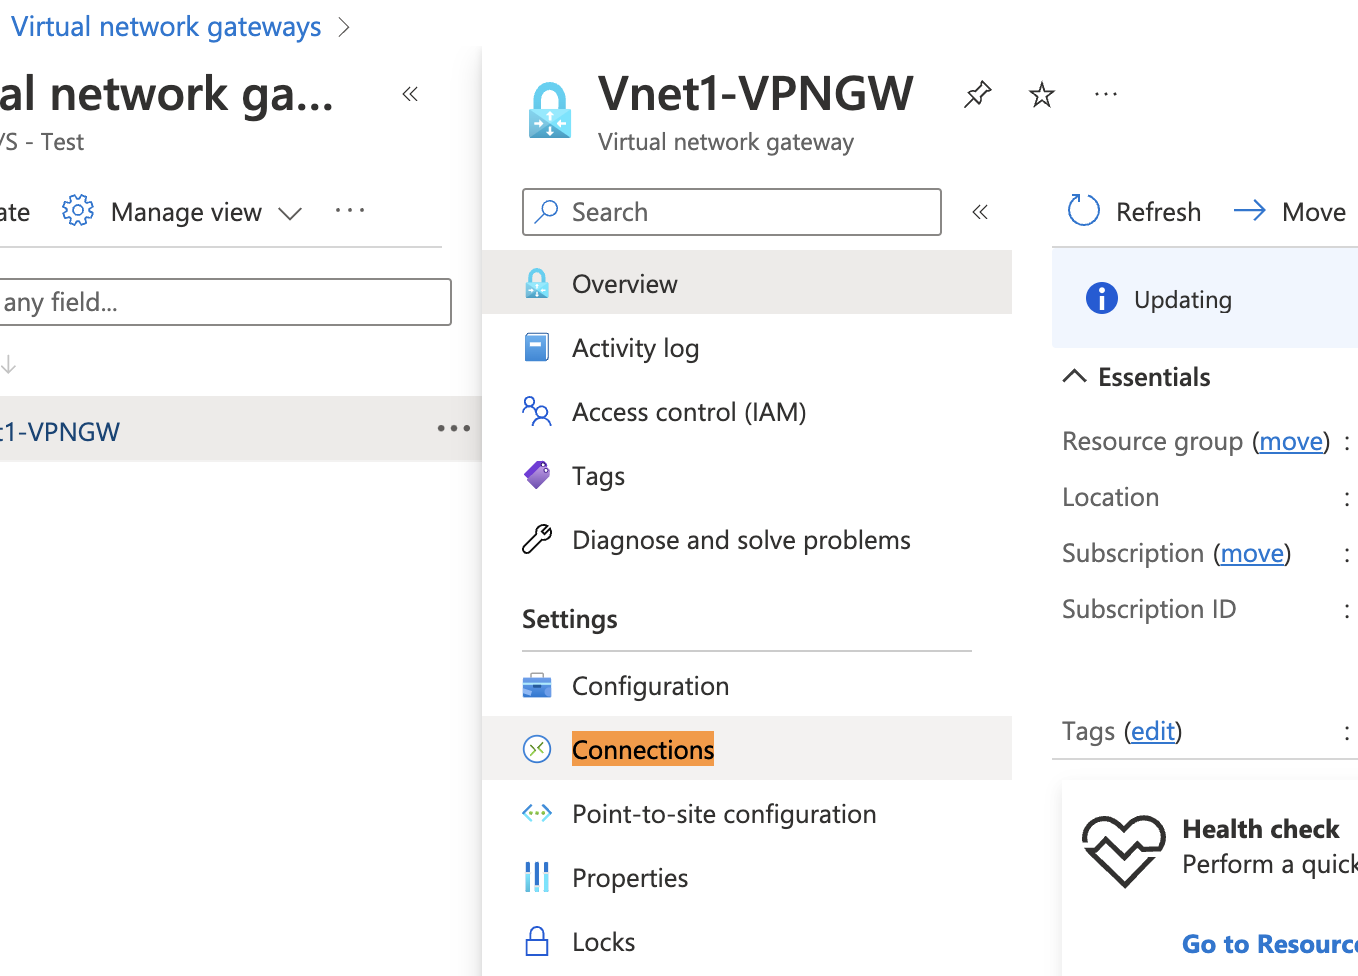 Virtual network gateways
al network ga...
/S - Test
ate
Manage view
any field...
t1-VPNGW
Vnet1-VPNGW
Virtual network gateway
Search
Overview
Activity log
Access control (IAM)
Tags
Diagnose and solve problems
Settings
Configuration
Connections
Point-to-site configuration
Properties
Locks
Refresh
Move
Updating
Essentials
Resource group (move) :
Location :
Subscription (move) :
Subscription ID :
Tags (edit) :
Health check
Perform a quick
Go to Resourc